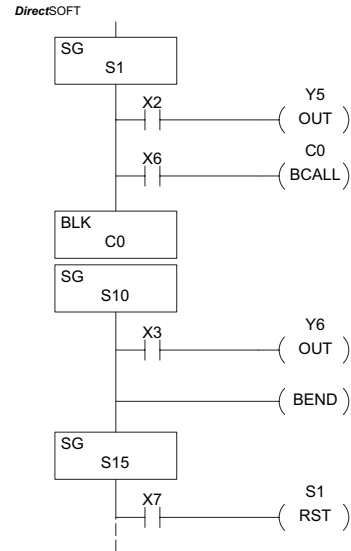 DirectSOFT
SG
S1
X2
Y5
OUT
X6
C0
BCALL
BLK
C0
SG
S10
X3
Y6
OUT
BEND
SG
S15
X7
S1
RST